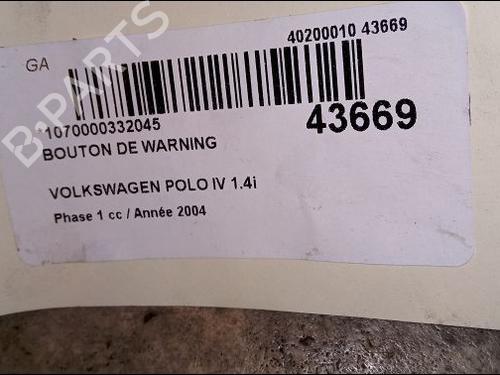 40200010 43669
GA
*1070000332045
43669
BOUTON DE WARNING
VOLKSWAGEN POLO IV 1.4i
Phase 1 cc / Année 2004
B-PARTS